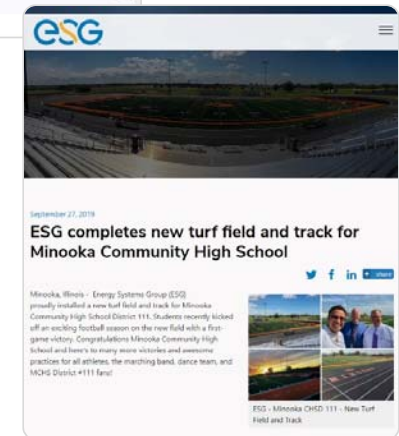 ESG
September 27, 2019
ESG completes new turf field and track for
Minooka Community High School
share
Minooka, Illinois - Energy Systems Group (ESG)
proudly installed a new turf field and track for Minooka
Community High School District 111. Students recently kicked
off an exciting football season on the new field with a first-
game victory. Congratulations Minooka Community High
School and here's to many more victories and awesome
practices for all athletes, the marching band, dance team, and
MCHS District #111 fans!
ESG - Minooka CHSD 111 - New Turf
Field and Track